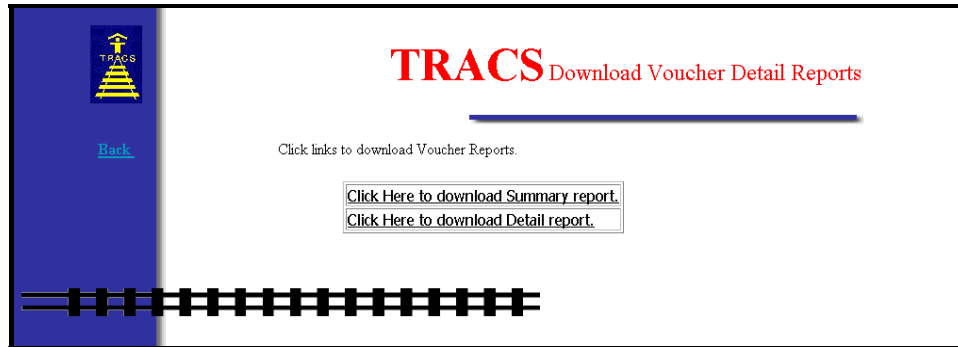 TRACS
TRACS Download Voucher Detail Reports
Back
Click links to download Voucher Reports.
Click Here to download Summary report.
Click Here to download Detail report.